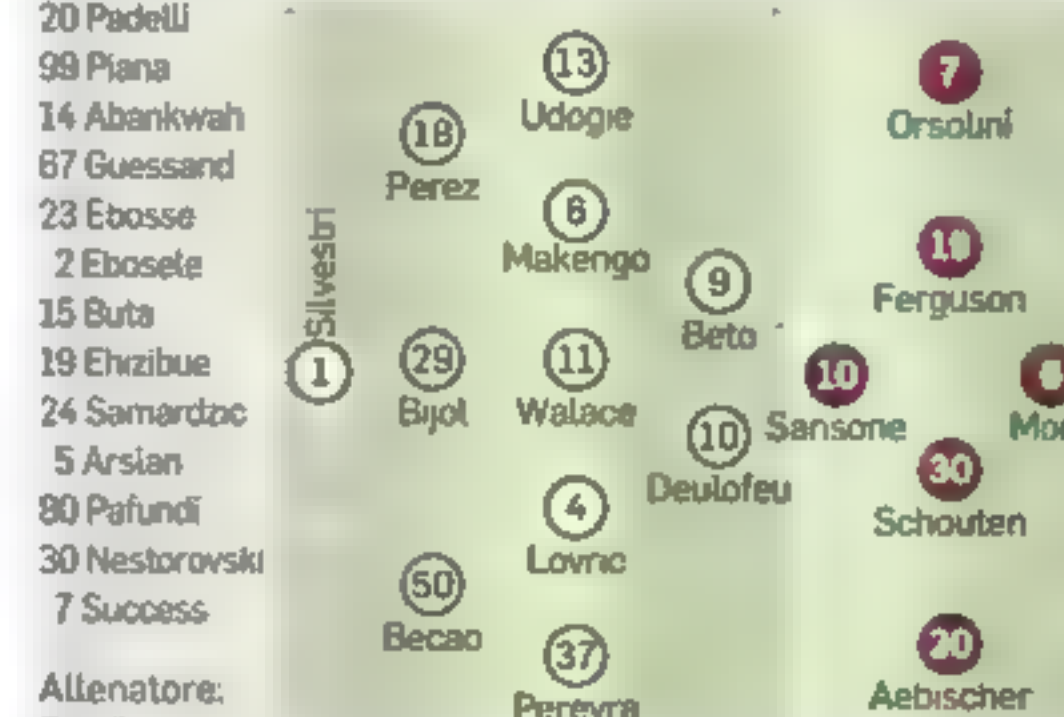 20 Padelli
99 Piana
14 Abankwah
67 Guessand
23 Ebosse
2 Ebosele
15 Buta
19 Ehizibue
24 Samardzc
5 Arslan
80 Pafundi
30 Nestorovski
7 Success
Allenatore:
1
Silvestri
18
Perez
29
Bijol
50
Becao
13
Udogie
6
Makengo
11
Walace
4
Lovric
37
Pereyra
9
Beto
10
Deulofeu
10
Sansone
7
Orsolini
Ferguson
30
Schouten
20
Aebischer